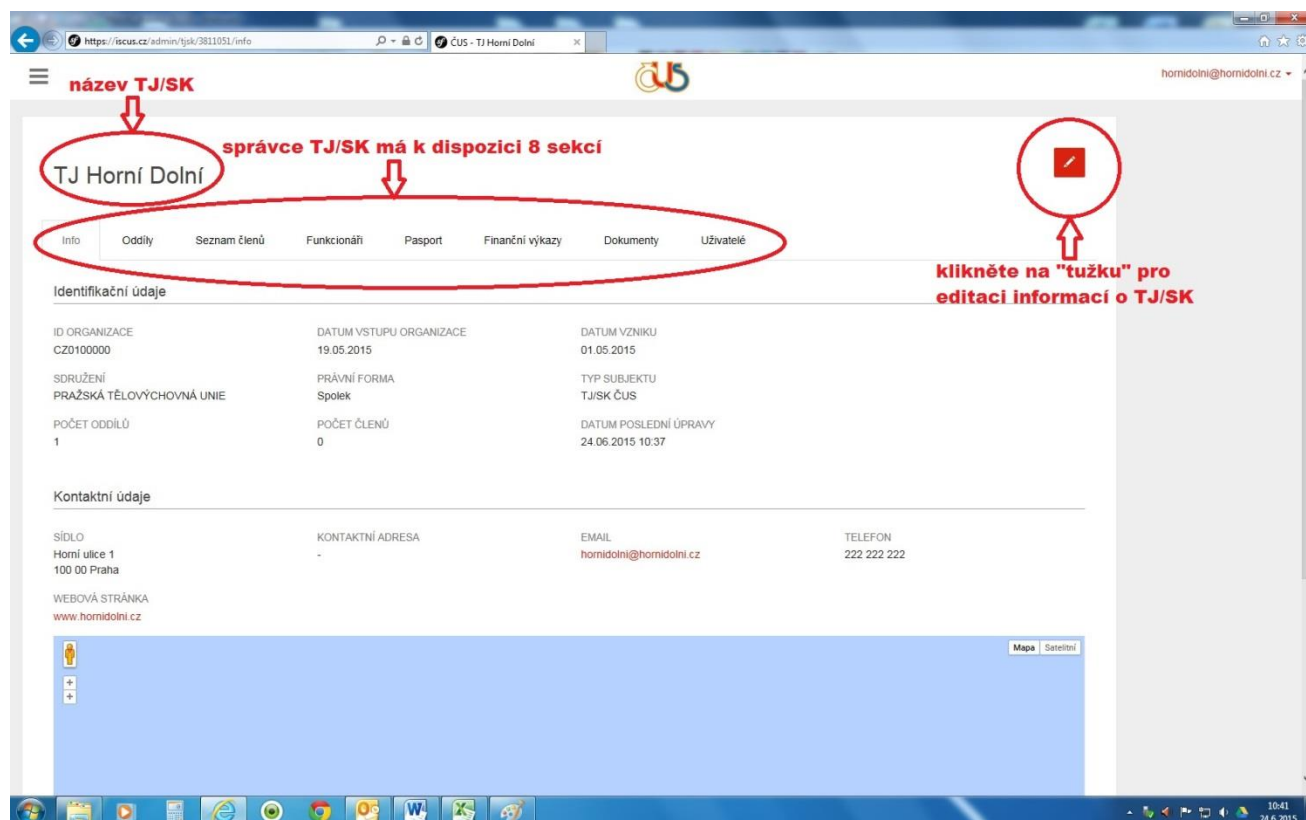 https://iscus.cz/admin/tjsk/3811051/info
ČUS - TJ Horní Dolní
název TJ/SK
ČUS
hornidolni@hornidolni.cz
správce TJ/SK má k dispozici 8 sekcí
TJ Horní Dolní
Info Oddíly Seznam členů Funkcionáři Pasport Finanční výkazy Dokumenty Uživatelé
klikněte na "tužku" pro
editaci informací o TJ/SK
Identifikační údaje
ID ORGANIZACE DATUM VSTUPU ORGANIZACE DATUM VZNIKU
CZ0100000 19.05.2015 01.05.2015
SDRUŽENÍ PRÁVNÍ FORMA TYP SUBJEKTU
PRAŽSKÁ TĚLOVÝCHOVNÁ UNIE Spolek TJ/SK ČUS
POČET ODDÍLŮ POČET ČLENŮ DATUM POSLEDNÍ ÚPRAVY
1 0 24.06.2015 10:37
Kontaktní údaje
SÍDLO KONTAKTNÍ ADRESA EMAIL TELEFON
Horní ulice 1 - hornidolni@hornidolni.cz 222 222 222
100 00 Praha
WEBOVÁ STRÁNKA
www.hornidolni.cz
Mapa Satelitní
10:41
24.6.2015